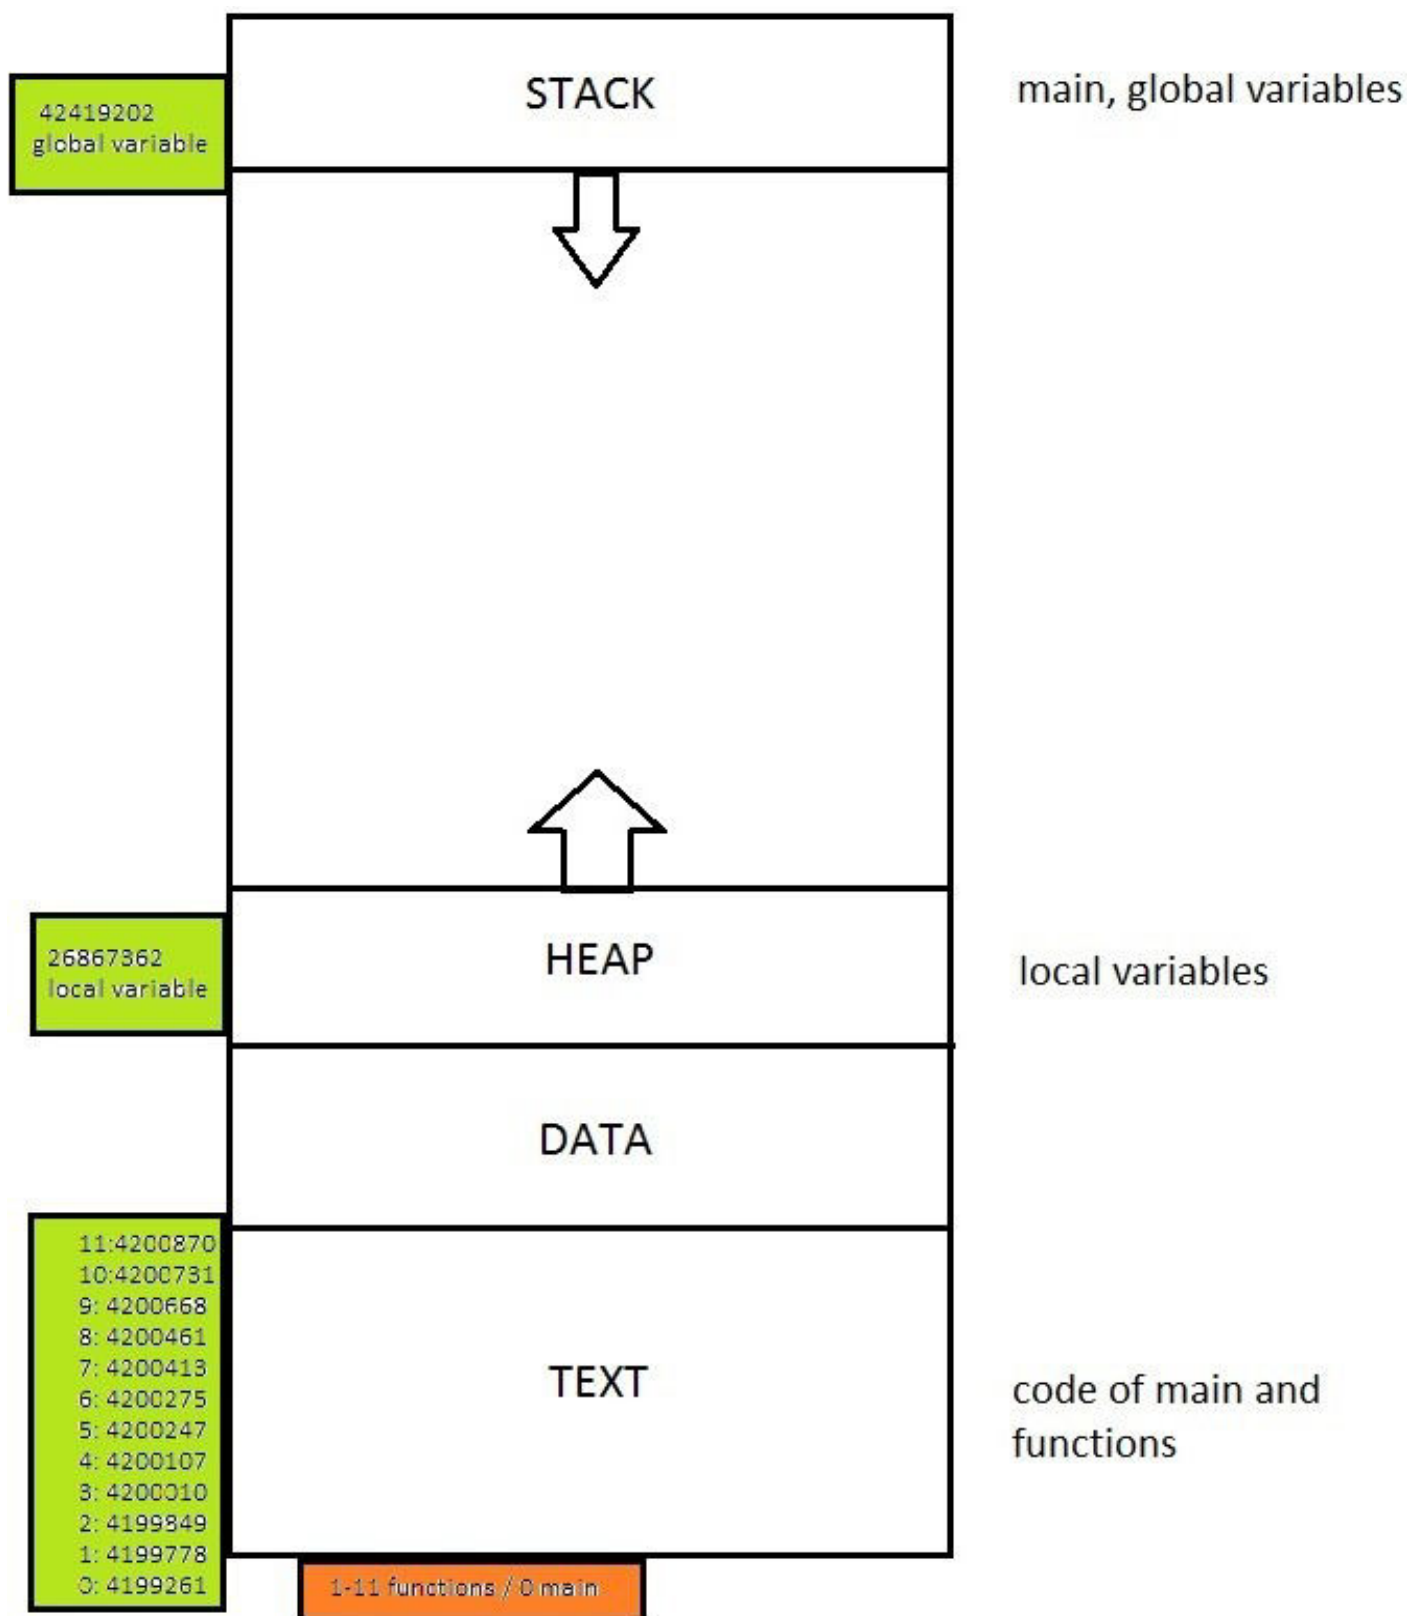 STACK
main, global variables
42419202
global variable
HEAP
local variables
26867362
local variable
DATA
11:4200870
10:4200731
9: 4200668
8: 4200461
7: 4200413
6: 4200275
5: 4200247
4: 4200107
3: 4200010
2: 4199849
1: 4199778
0: 4199261
TEXT
code of main and
functions
1-11 functions / 0 main